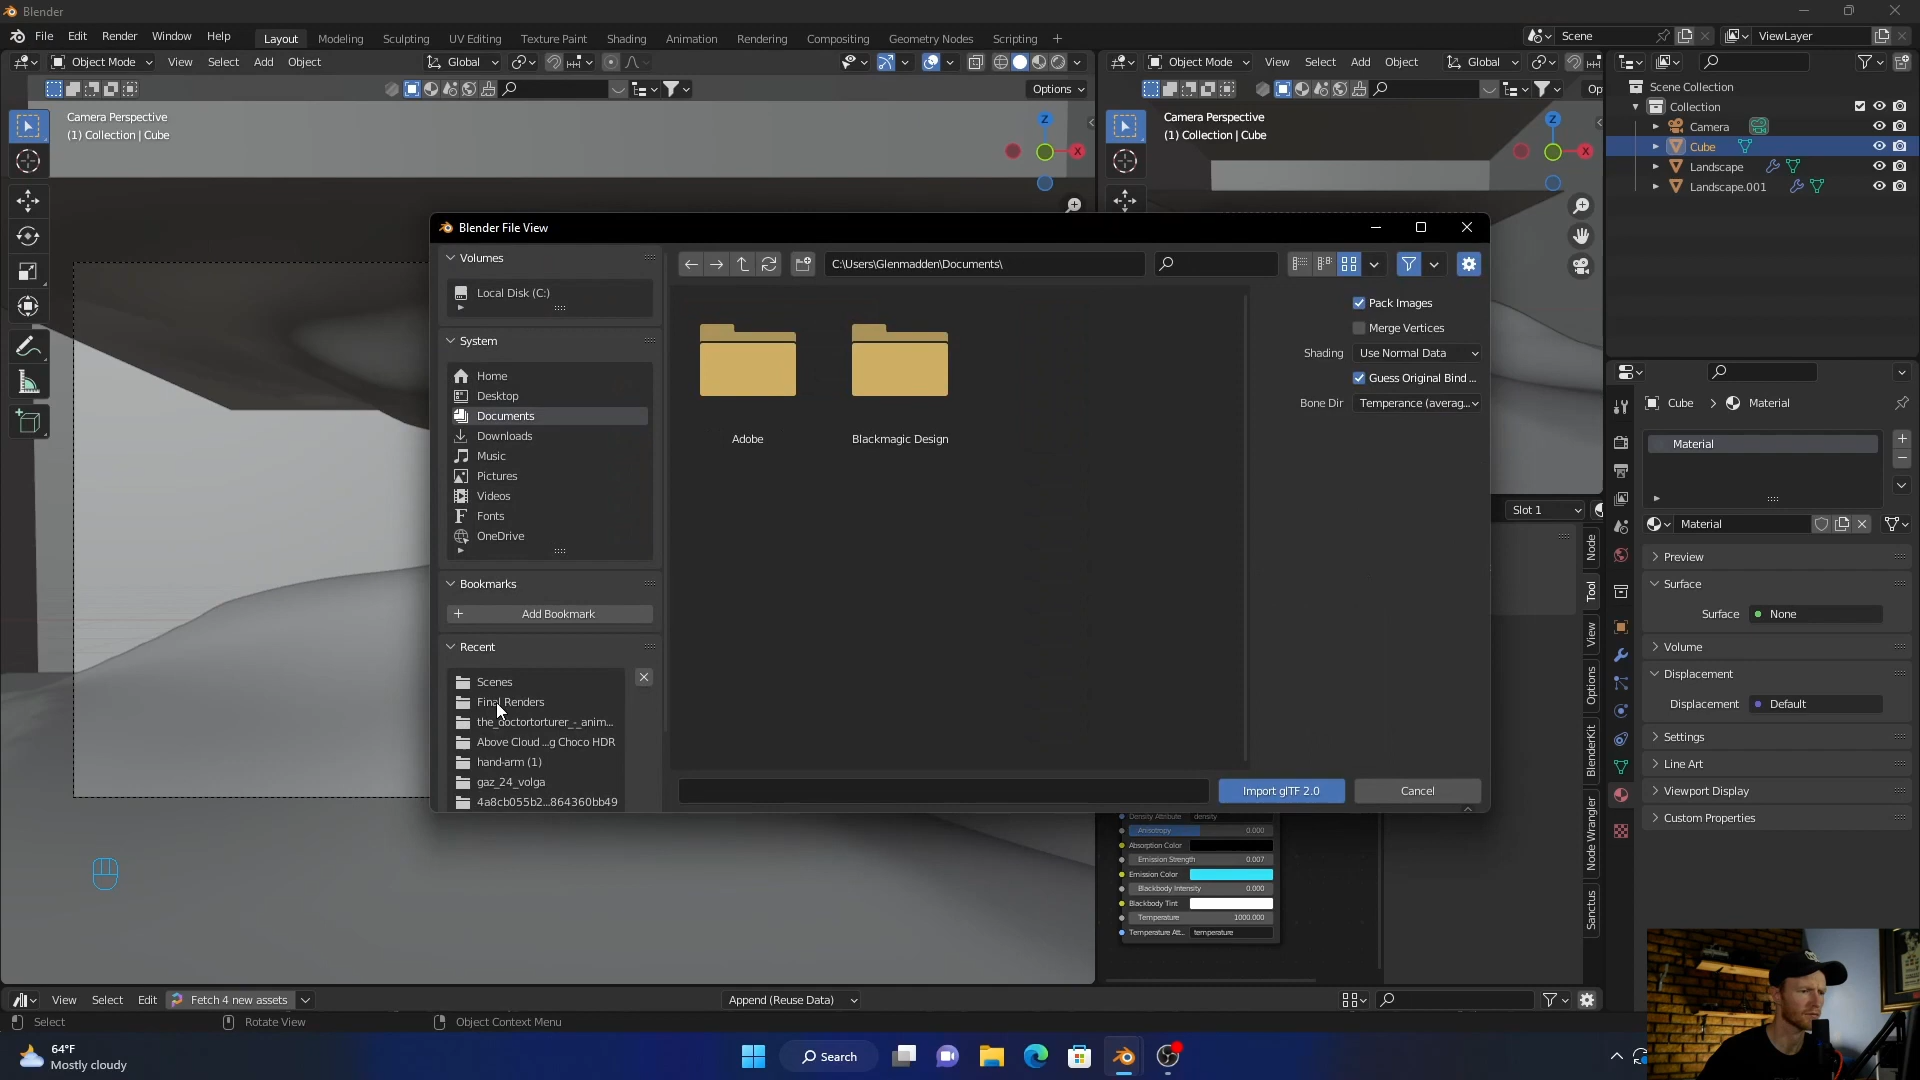 Blender
File Edit Render Window Help Layout Modeling Sculpting UV Editing Texture Paint Shading Animation Rendering Compositing Geometry Nodes Scripting + Scene ViewLayer
Object Mode View Select Add Object Global Object Mode View Select Add Object Global
Options Op
Camera Perspective
(1) Collection | Cube
Z
X
Camera Perspective
(1) Collection | Cube
Z
X
Scene Collection
Collection
Camera
Cube
Landscape
Landscape.001
Blender File View
Volumes
Local Disk (C:)
System
Home
Desktop
Documents
Downloads
Music
Pictures
Videos
Fonts
OneDrive
Bookmarks
+ Add Bookmark
Recent
Scenes
Final Renders
the_doctortorturer_-_anim...
Above Cloud ...g Choco HDR
hand-arm (1)
gaz_24_volga
4a8cb055b2...864360bb49
C:\Users\Glenmadden\Documents\
Adobe
Blackmagic Design
Pack Images
Merge Vertices
Shading Use Normal Data
Guess Original Bind ...
Bone Dir Temperance (averag...
Import glTF 2.0
Cancel
Slot 1
Node
Tool
View
Options
BlenderKit
Node Wrangler
Sanctus
Cube > Material
Material
Material
Preview
Surface
Surface None
Volume
Displacement
Displacement Default
Settings
Line Art
Viewport Display
Custom Properties
Density Attribute density
Anisotropy 0.000
Absorption Color
Emission Strength 0.007
Emission Color
Blackbody Intensity 0.000
Blackbody Tint
Temperature 1000.000
Temperature Att.. temperature
View Select Edit Fetch 4 new assets Append (Reuse Data)
Select Rotate View Object Context Menu
64°F
Mostly cloudy
Search